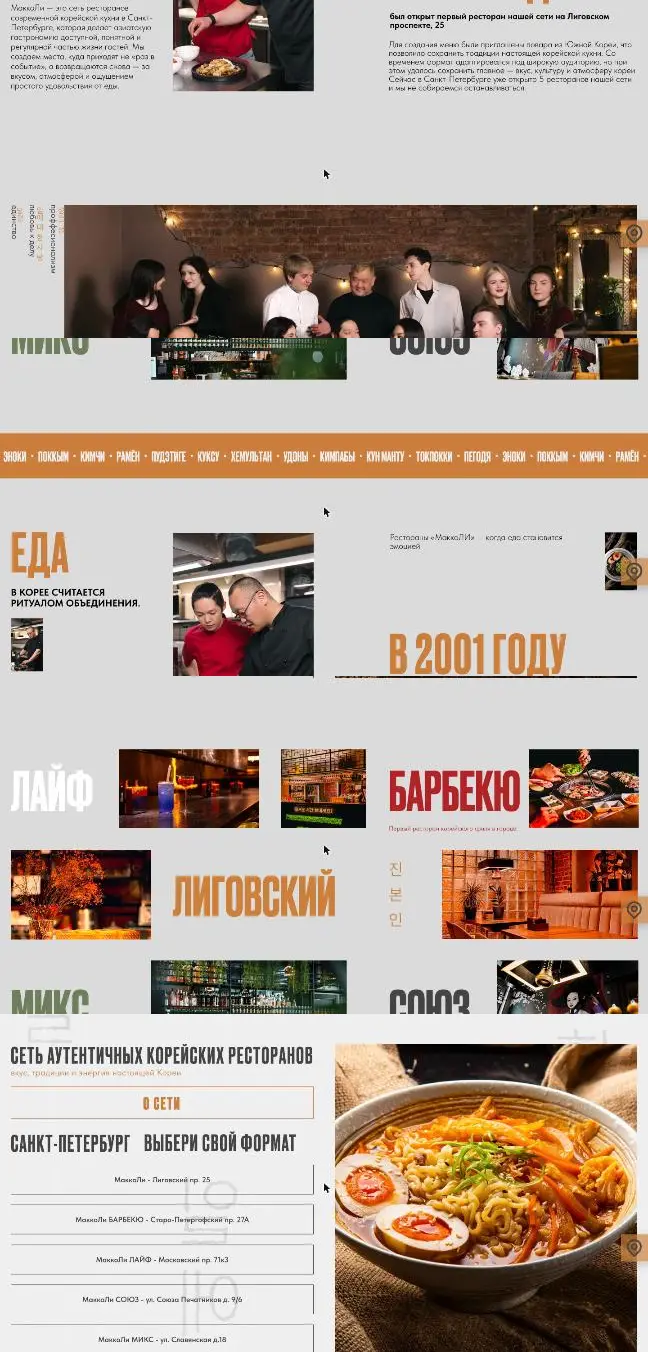 МаккоЛи — это сеть ресторанов
современной корейской кухни в Санкт-
Петербурге, которая делает азиатскую
гастрономию доступной, понятной и
регулярной частью жизни гостей. Мы
создаем места, куда приходят не «раз в
событие», а возвращаются снова — за
вкусом, атмосферой и ощущением
простого удовольствия от еды.
был открыт первый ресторан нашей сети на Лиговском
проспекте, 25
Для создания меню были приглашены повара из Южной Кореи, что
позволило сохранить традиции настоящей корейской кухни. Со
временем формат адаптировался под широкую аудиторию, но при
этом удалось сохранить главное — вкус, культуру и атмосферу кореи
Сейчас в Санкт-Петербурге уже открыто 5 ресторанов нашей сети
и мы не собираемся останавливаться.
единство
любовь к делу
профессионализм
МИКС
СОЮЗ
ЭНОКИ • ПОККЫМ • КИМЧИ • РАМЁН • ПУДЭТИГЕ • КУКСУ • ХЕМУЛЬТАН • УДОНЫ • КИМПАБЫ • КУН МАНТУ • ТОКПОККИ • ПЕГОДЯ • ЭНОКИ • ПОККЫМ • КИМЧИ • РАМЁН •
ЕДА
В КОРЕЕ СЧИТАЕТСЯ
РИТУАЛОМ ОБЪЕДИНЕНИЯ.
Рестораны «МаккоЛИ» — когда еда становится
эмоцией
В 2001 ГОДУ
ЛАЙФ
БАРБЕКЮ
Первый ресторан корейского гриля в городе
ЛИГОВСКИЙ
진
본
인
МИКС
СОЮЗ
СЕТЬ АУТЕНТИЧНЫХ КОРЕЙСКИХ РЕСТОРАНОВ
вкус, традиции и энергия настоящей Кореи
О СЕТИ
САНКТ-ПЕТЕРБУРГ ВЫБЕРИ СВОЙ ФОРМАТ
МаккоЛи - Лиговский пр. 25
МаккоЛи БАРБЕКЮ - Старо-Петергофский пр. 27А
МаккоЛи ЛАЙФ - Московский пр. 71к3
МаккоЛи СОЮЗ - ул. Союза Печатников д. 9/6
МаккоЛи МИКС - ул. Славянская д.18